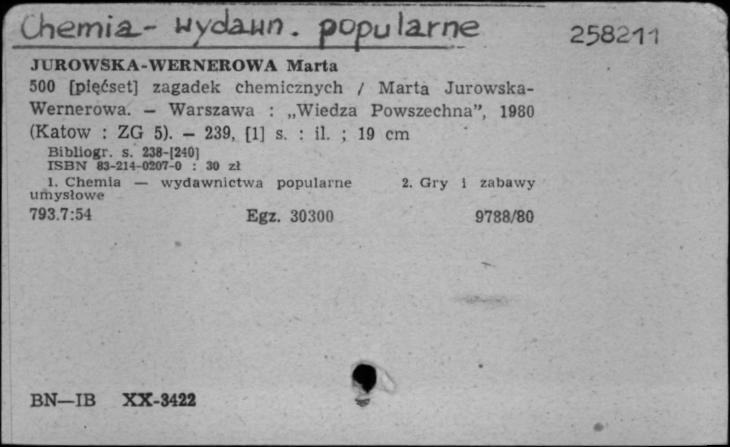 Chemia - wydawn. popularne 258211
JUROWSKA-WERNEROWA Marta
500 [pięćset] zagadek chemicznych / Marta Jurowska-
Wernerowa. — Warszawa : „Wiedza Powszechna”, 1980
(Katow : ZG 5). — 239, [1] s. : il. ; 19 cm
Bibliogr. s. 238-[240]
ISBN 83-214-0207-0 : 30 zł
1. Chemia — wydawnictwa popularne 2. Gry i zabawy
umysłowe
793.7:54 Egz. 30300 9788/80
BN—IB XX-3422